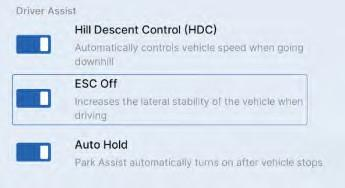 Driver Assist
Hill Descent Control (HDC)
Automatically controls vehicle speed when going
downhill
ESC Off
Increases the lateral stability of the vehicle when
driving
Auto Hold
Park Assist automatically turns on after vehicle stops